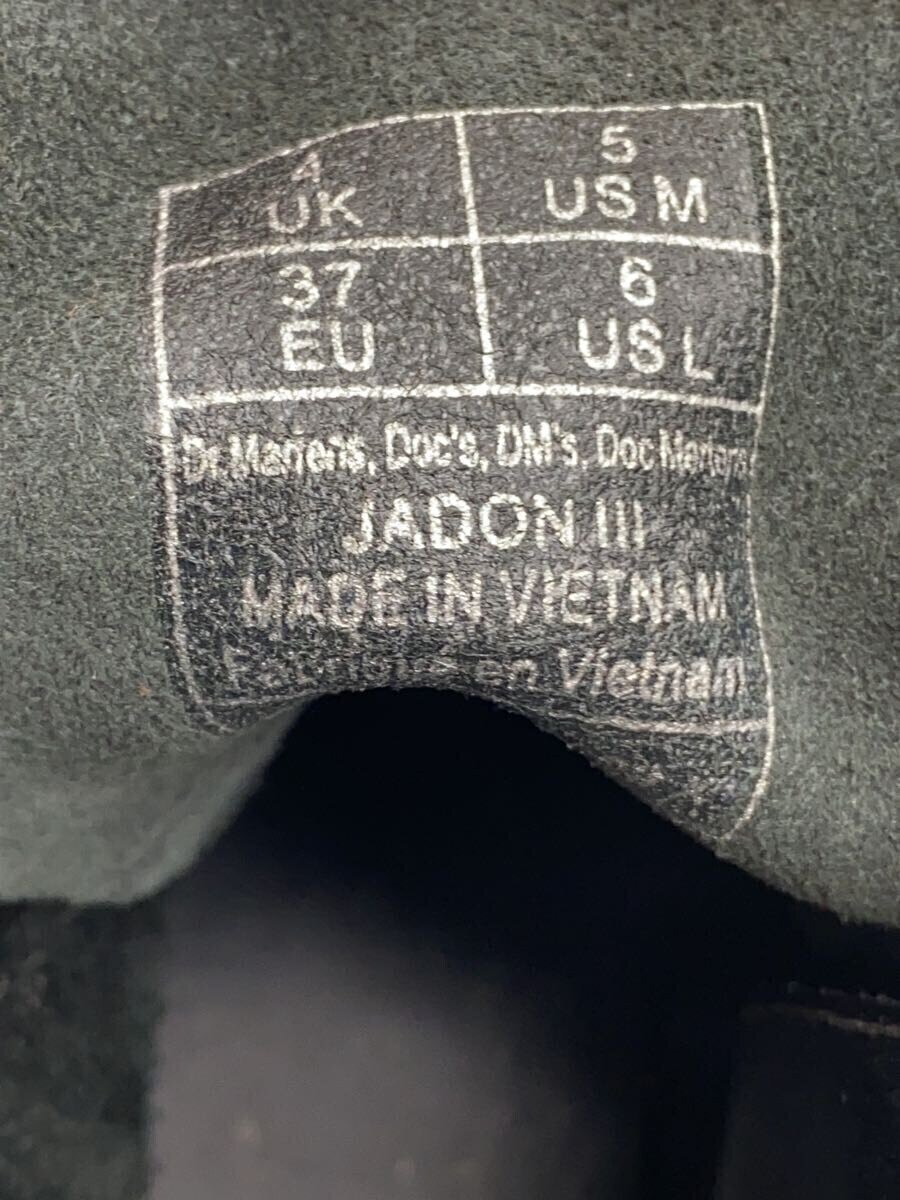 4 5
UK US M
37 6
EU US L
Dr. Martens, Doc's, DM's, Doc Martens
JADON III
MADE IN VIETNAM
en Vietnam